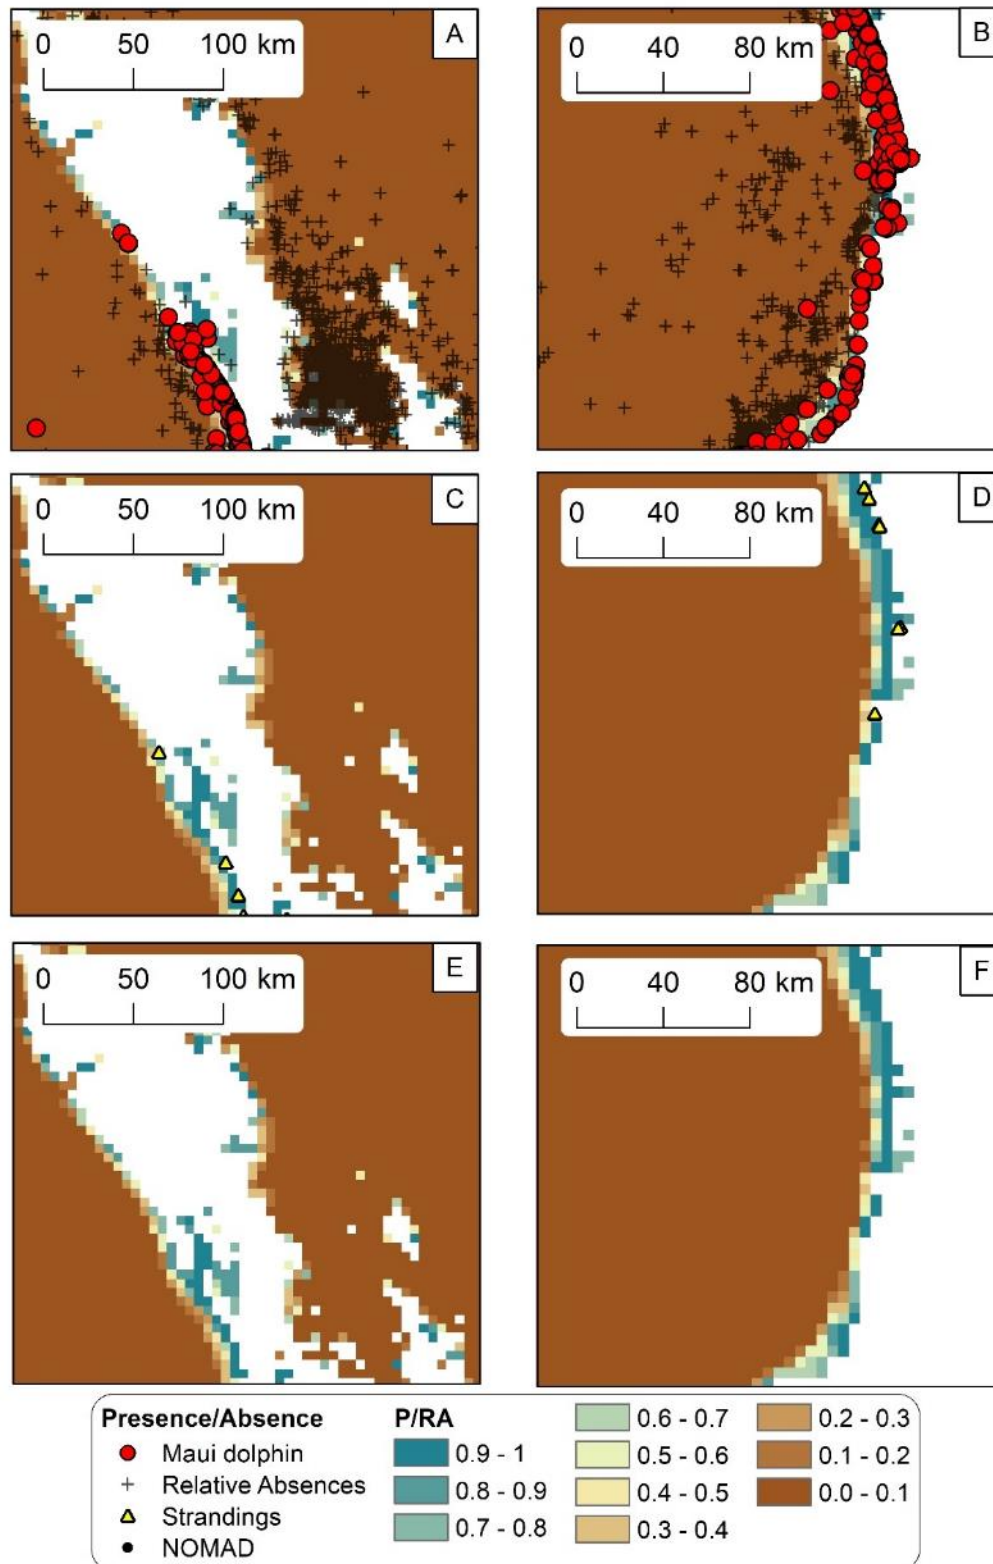 A
0 50 100 km
B
0 40 80 km
C
0 50 100 km
D
0 40 80 km
E
0 50 100 km
F
0 40 80 km
Presence/Absence
Maui dolphin
Relative Absences
Strandings
NOMAD
P/RA
0.9 - 1
0.8 - 0.9
0.7 - 0.8
0.6 - 0.7
0.5 - 0.6
0.4 - 0.5
0.3 - 0.4
0.2 - 0.3
0.1 - 0.2
0.0 - 0.1